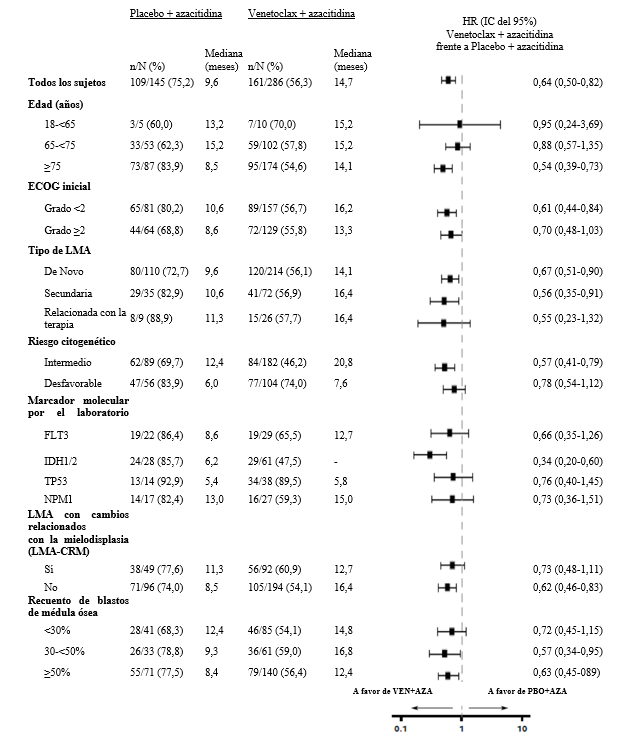 Placebo + azacitidina Venetoclax + azacitidina HR (IC del 95%)
Venetoclax + azacitidina
frente a Placebo + azacitidina
n/N (%) Mediana (meses) n/N (%) Mediana (meses)
Todos los sujetos 109/145 (75,2) 9,6 161/286 (56,3) 14,7 0,64 (0,50-0,82)
Edad (años)
18-<65 3/5 (60,0) 13,2 7/10 (70,0) 15,2 0,95 (0,24-3,69)
65-<75 33/53 (62,3) 15,2 59/102 (57,8) 15,2 0,88 (0,57-1,35)
≥75 73/87 (83,9) 8,5 95/174 (54,6) 14,1 0,54 (0,39-0,73)
ECOG inicial
Grado <2 65/81 (80,2) 10,6 89/157 (56,7) 16,2 0,61 (0,44-0,84)
Grado ≥2 44/64 (68,8) 8,6 72/129 (55,8) 13,3 0,70 (0,48-1,03)
Tipo de LMA
De Novo 80/110 (72,7) 9,6 120/214 (56,1) 14,1 0,67 (0,51-0,90)
Secundaria 29/35 (82,9) 10,6 41/72 (56,9) 16,4 0,56 (0,35-0,91)
Relacionada con la
terapia 8/9 (88,9) 11,3 15/26 (57,7) 16,4 0,55 (0,23-1,32)
Riesgo citogenético
Intermedio 62/89 (69,7) 12,4 84/182 (46,2) 20,8 0,57 (0,41-0,79)
Desfavorable 47/56 (83,9) 6,0 77/104 (74,0) 7,6 0,78 (0,54-1,12)
Marcador molecular
por el laboratorio
FLT3 19/22 (86,4) 8,6 19/29 (65,5) 12,7 0,66 (0,35-1,26)
IDH1/2 24/28 (85,7) 6,2 29/61 (47,5) - 0,34 (0,20-0,60)
TP53 13/14 (92,9) 5,4 34/38 (89,5) 5,8 0,76 (0,40-1,45)
NPM1 14/17 (82,4) 13,0 16/27 (59,3) 15,0 0,73 (0,36-1,51)
LMA con cambios
relacionados
con la mielodisplasia
(LMA-CRM)
Sí 38/49 (77,6) 11,3 56/92 (60,9) 12,7 0,73 (0,48-1,11)
No 71/96 (74,0) 8,5 105/194 (54,1) 16,4 0,62 (0,46-0,83)
Recuento de blastos
de médula ósea
<30% 28/41 (68,3) 12,4 46/85 (54,1) 14,8 0,72 (0,45-1,15)
30-<50% 26/33 (78,8) 9,3 36/61 (59,0) 16,8 0,57 (0,34-0,95)
≥50% 55/71 (77,5) 8,4 79/140 (56,4) 12,4 0,63 (0,45-089)
A favor de VEN+AZA A favor de PBO+AZA
0.1 1 10